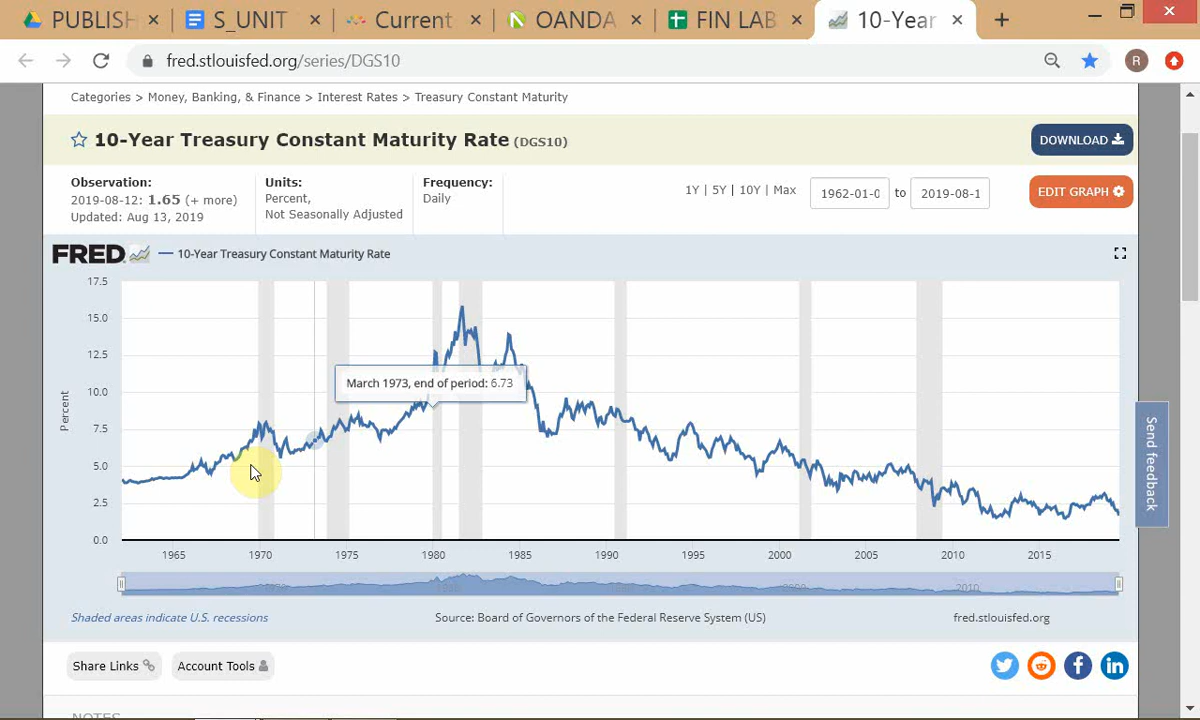 PUBLISH S_UNIT Current OANDA FIN LAB 10-Year
fred.stlouisfed.org/series/DGS10 R
Categories > Money, Banking, & Finance > Interest Rates > Treasury Constant Maturity
10-Year Treasury Constant Maturity Rate (DGS10) DOWNLOAD
Observation: Units: Frequency:
2019-08-12: 1.65 (+ more) Percent, Daily
Updated: Aug 13, 2019 Not Seasonally Adjusted
1Y | 5Y | 10Y | Max 1962-01-0 to 2019-08-1 EDIT GRAPH
FRED 10-Year Treasury Constant Maturity Rate
17.5
15.0
12.5
10.0
7.5
5.0
2.5
0.0
Percent
March 1973, end of period: 6.73
1965 1970 1975 1980 1985 1990 1995 2000 2005 2010 2015
2010
Shaded areas indicate U.S. recessions Source: Board of Governors of the Federal Reserve System (US) fred.stlouisfed.org
Send feedback
Share Links Account Tools
NOTES